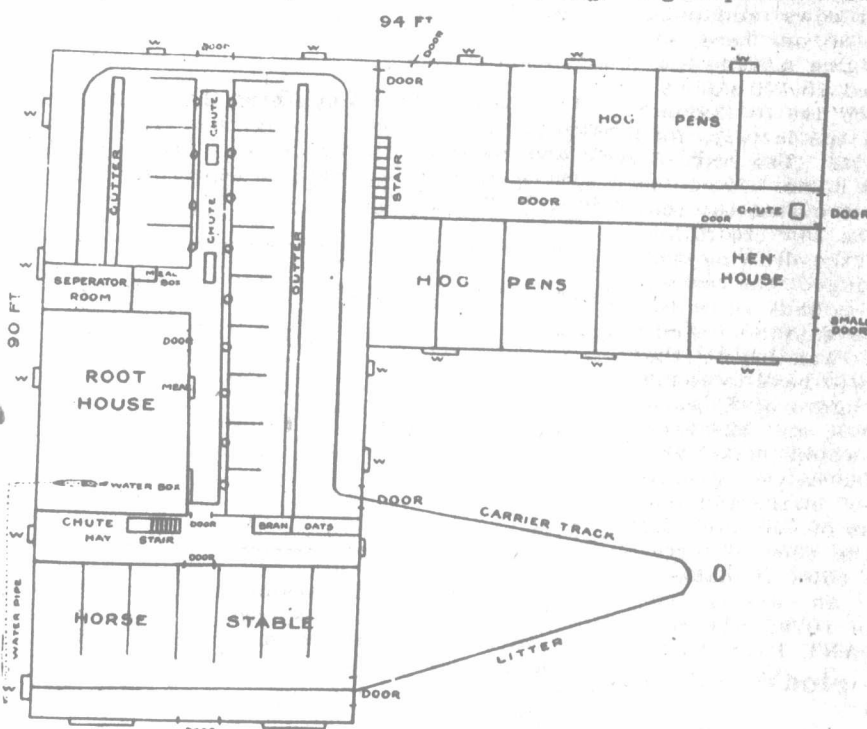 94 FT
W DOOR W DOOR W W W
DOOR
W
GUTTER
CHUTE
CHUTE
GUTTER
STAIR
HOG PENS
DOOR
DOOR
CHUTE
DOOR
W
SEPERATOR ROOM
MEAL BOX
HOG PENS
HEN HOUSE
SMALL DOOR
90 FT
DOOR
W
ROOT HOUSE
MEAL
W
W
W
W
W
WATER BOX
W
DOOR
CARRIER TRACK
CHUTE
HAY
STAIR
DOOR
BRAN
OATS
W
DOOR
O
WATER PIPE
HORSE STABLE
LITTER
W
DOOR
W
DOOR
W